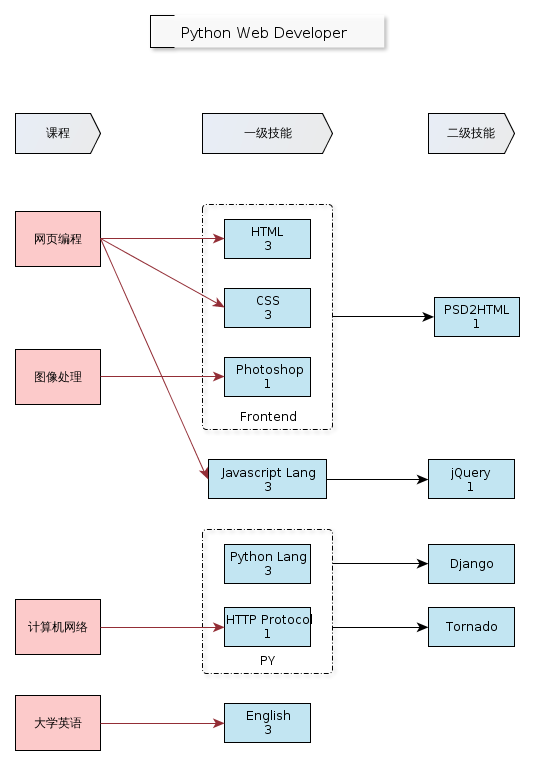 Python Web Developer
课程
一级技能
二级技能
网页编程
HTML
3
CSS
3
PSD2HTML
1
图像处理
Photoshop
1
Frontend
Javascript Lang
3
jQuery
1
Python Lang
3
Django
计算机网络
HTTP Protocol
1
Tornado
PY
大学英语
English
3